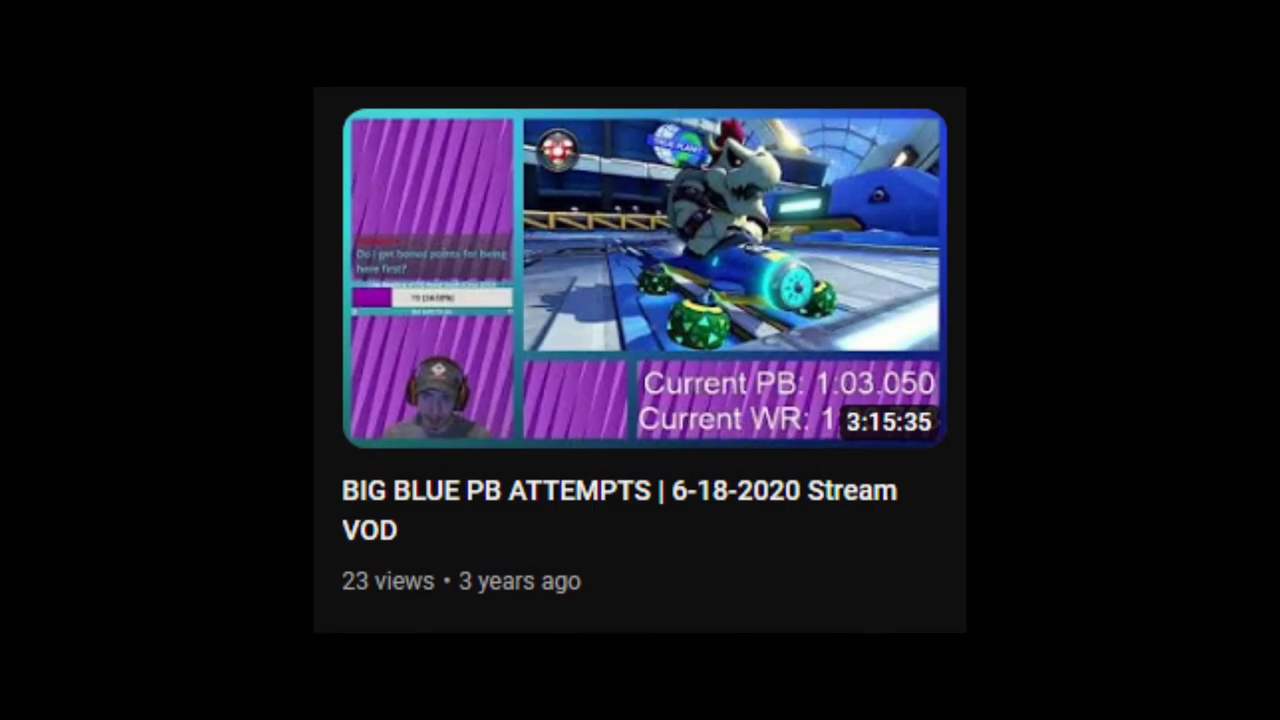 Do I get bonus points for being
here first?
Current PB: 1:03.050
Current WR: 1
3:15:35
BIG BLUE PB ATTEMPTS | 6-18-2020 Stream
VOD
23 views • 3 years ago